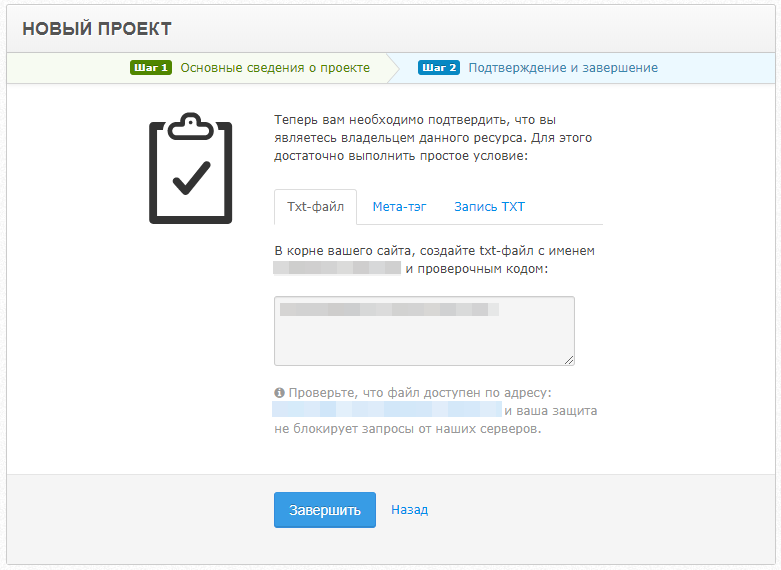 НОВЫЙ ПРОЕКТ
Шаг 1 Основные сведения о проекте Шаг 2 Подтверждение и завершение
Теперь вам необходимо подтвердить, что вы
являетесь владельцем данного ресурса. Для этого
достаточно выполнить простое условие:
Txt-файл Мета-тэг Запись TXT
В корне вашего сайта, создайте txt-файл с именем
и проверочным кодом:
Проверьте, что файл доступен по адресу:
и ваша защита
не блокирует запросы от наших серверов.
Завершить Назад